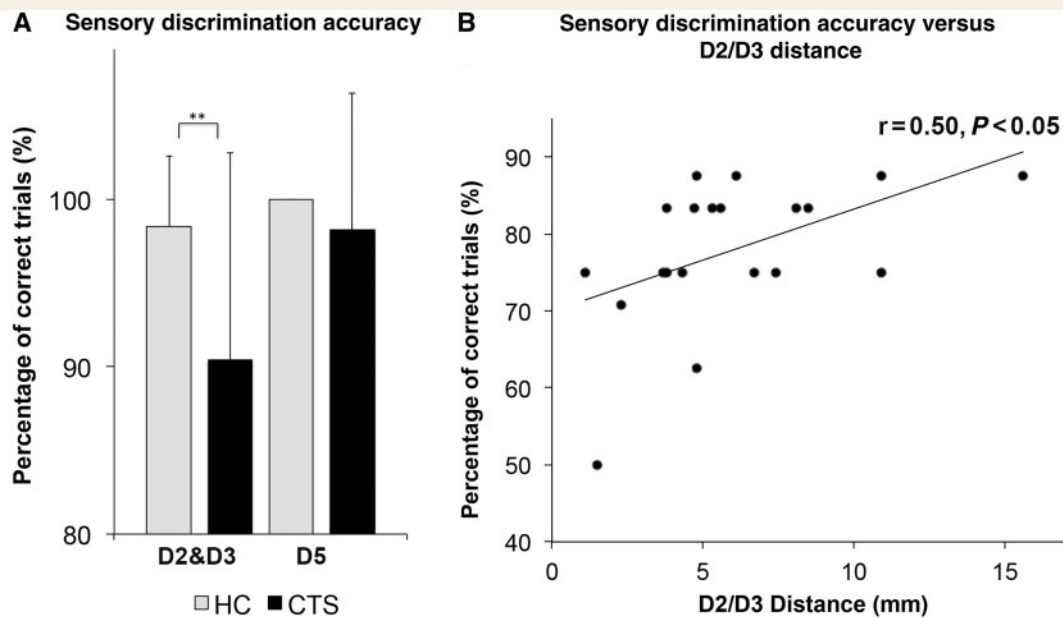 A Sensory discrimination accuracy
Percentage of correct trials (%)
100
90
80
**
D2&D3 D5
HC CTS
B Sensory discrimination accuracy versus
D2/D3 distance
r=0.50, P<0.05
Percentage of correct trials (%)
90
80
70
60
50
40
0 5 10 15
D2/D3 Distance (mm)